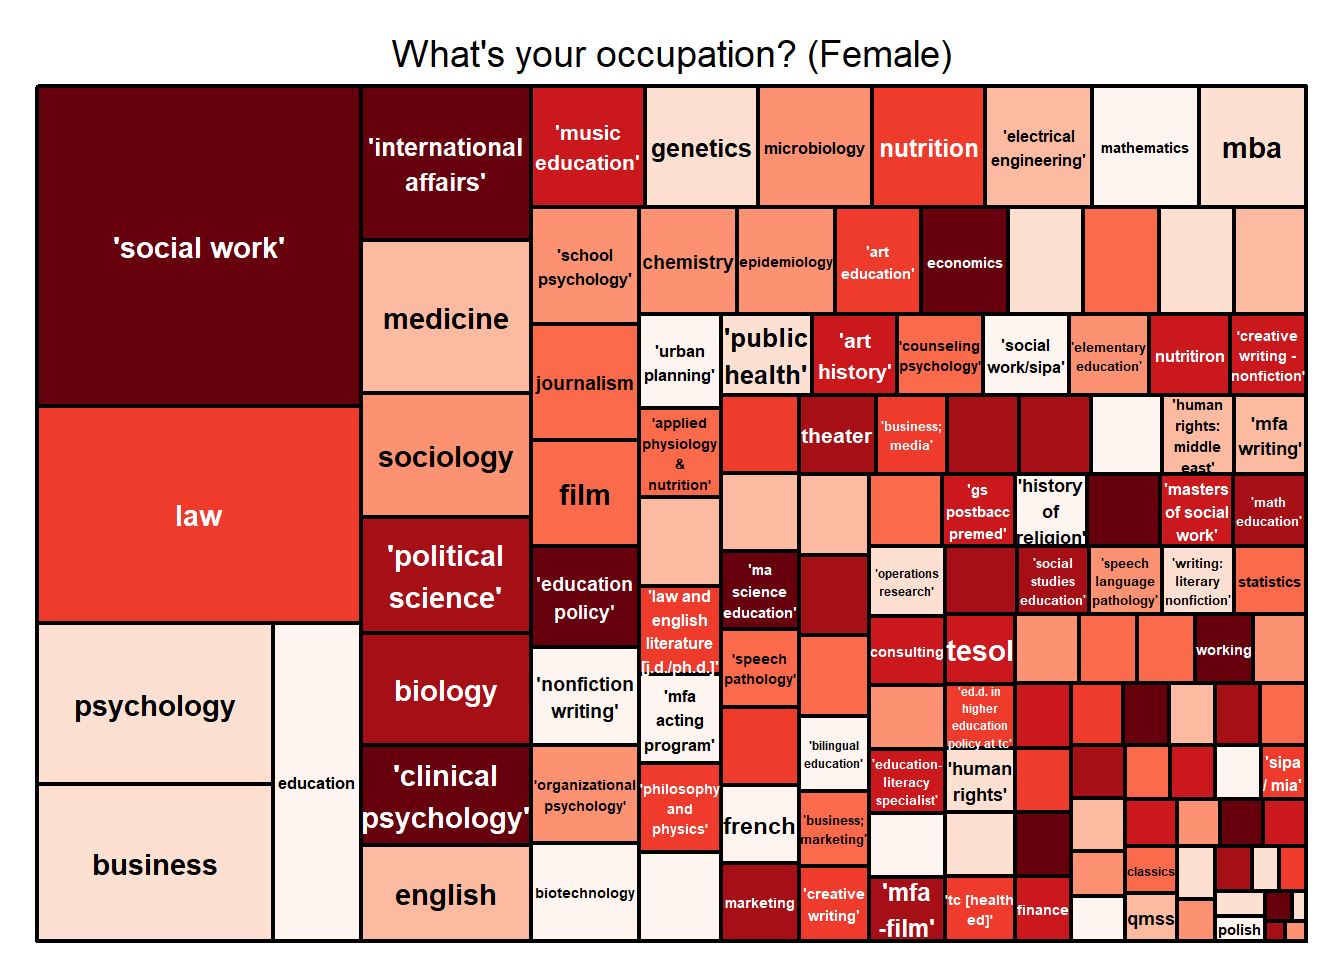 What's your occupation? (Female)
'social work'
law
psychology
business
education
'international
affairs'
medicine
sociology
'political
science'
biology
'clinical
psychology'
english
'music
education'
genetics
microbiology
nutrition
'electrical
engineering'
mathematics
mba
'school
psychology'
journalism
film
'education
policy'
'nonfiction
writing'
'organizational
psychology'
biotechnology
chemistry
epidemiology
'art
education'
economics
'urban
planning'
'applied
physiology
&
nutrition'
'law and
english
literature
[j.d./ph.d.]'
'mfa
acting
program'
'philosophy
and
physics'
'public
health'
'art
history'
'counseling
psychology'
'social
work/sipa'
'elementary
education'
nutritiron
'creative
writing -
nonfiction'
theater
'business;
media'
'human
rights:
middle
east'
'mfa
writing'
'ma
science
education'
'speech
pathology'
french
marketing
'bilingual
education'
'business;
marketing'
'creative
writing'
'gs
postbacc
premed'
'history
of
religion'
'masters
of social
work'
'math
education'
'operations
research'
'social
studies
education'
'speech
language
pathology'
'writing:
literary
nonfiction'
statistics
consulting
tesol
working
'ed.d. in
higher
education
policy at tc'
'education-
literacy
specialist'
'human
rights'
'sipa
/ mia'
'mfa
-film'
'tc [health
ed]'
finance
classics
qmss
polish